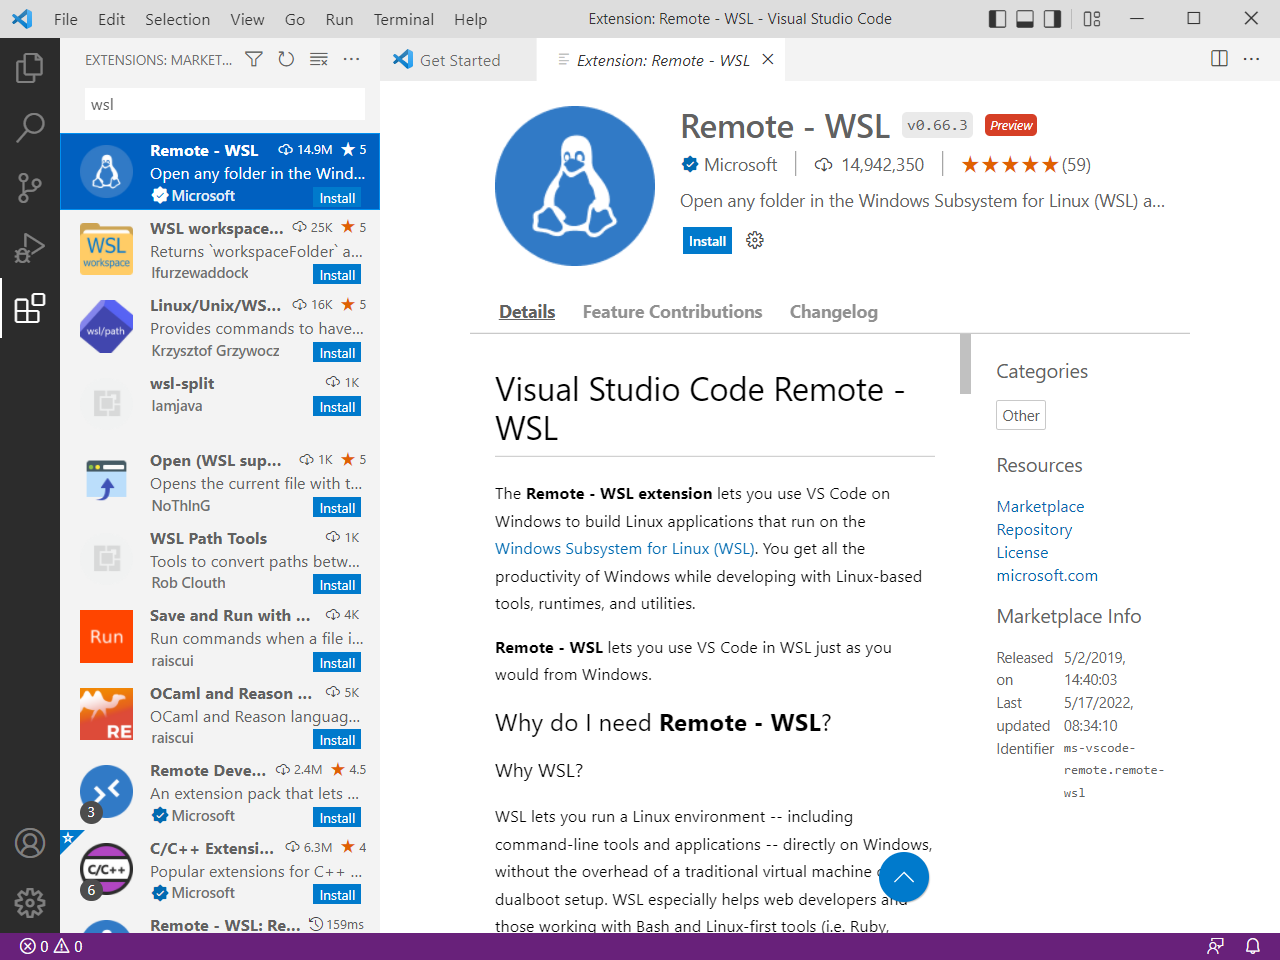 File Edit Selection View Go Run Terminal Help
Extension: Remote - WSL - Visual Studio Code
EXTENSIONS: MARKET...
wsl
Remote - WSL 14.9M 5
Open any folder in the Wind...
Microsoft Install
WSL workspace... 25K 5
WSL workspace
Returns `workspaceFolder` a...
lfurzewaddock Install
Linux/Unix/WS... 16K 5
wsl/path
Provides commands to have...
Krzysztof Grzywocz Install
wsl-split 1K
lamjava Install
Open (WSL sup... 1K 5
Opens the current file with t...
NoThInG Install
WSL Path Tools 1K
Tools to convert paths betw...
Rob Clouth Install
Save and Run with ... 4K
Run
Run commands when a file i...
raiscui Install
OCaml and Reason ... 5K
RE
OCaml and Reason languag...
raiscui Install
Remote Deve... 2.4M 4.5
An extension pack that lets ...
3
Microsoft Install
C/C++ Extensi... 6.3M 4
C/C++
Popular extensions for C++ ...
6
Microsoft Install
Remote - WSL: Re... 159ms
Get Started
Extension: Remote - WSL
Remote - WSL v0.66.3 Preview
Microsoft 14,942,350 (59)
Open any folder in the Windows Subsystem for Linux (WSL) a...
Install
Details Feature Contributions Changelog
Visual Studio Code Remote -
WSL
The Remote - WSL extension lets you use VS Code on
Windows to build Linux applications that run on the
Windows Subsystem for Linux (WSL). You get all the
productivity of Windows while developing with Linux-based
tools, runtimes, and utilities.
Remote - WSL lets you use VS Code in WSL just as you
would from Windows.
Why do I need Remote - WSL?
Why WSL?
WSL lets you run a Linux environment -- including
command-line tools and applications -- directly on Windows,
without the overhead of a traditional virtual machine
dualboot setup. WSL especially helps web developers and
those working with Bash and Linux-first tools (i.e. Ruby,
Categories
Other
Resources
Marketplace
Repository
License
microsoft.com
Marketplace Info
Released 5/2/2019,
on 14:40:03
Last 5/17/2022,
updated 08:34:10
Identifier ms-vscode-
remote.remote-
wsl
0 0